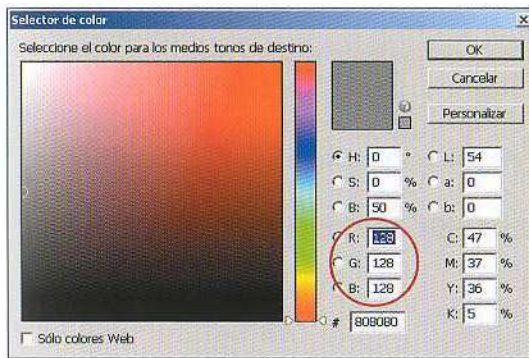 Selector de color
Seleccione el color para los medios tonos de destino:
OK
Cancelar
Personalizar
H: 0 °
L: 54
S: 0 %
a: 0
B: 50 %
b: 0
R: 128
C: 47 %
G: 128
M: 37 %
B: 128
Y: 36 %
# 808080
K: 5 %
Sólo colores Web